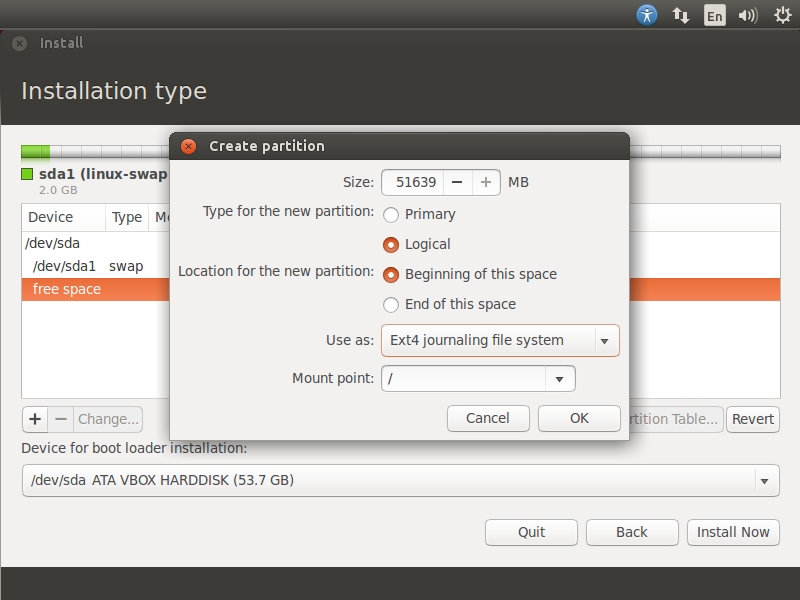 En
Install
Installation type
Create partition
Size: 51639 MB
Type for the new partition: Primary
Logical
Location for the new partition: Beginning of this space
End of this space
Use as: Ext4 journaling file system
Mount point: /
Cancel OK
sda1 (linux-swap
2.0 GB
Device Type Mo
/dev/sda
/dev/sda1 swap
free space
+ − Change... rtition Table... Revert
Device for boot loader installation:
/dev/sda ATA VBOX HARDDISK (53.7 GB)
Quit Back Install Now